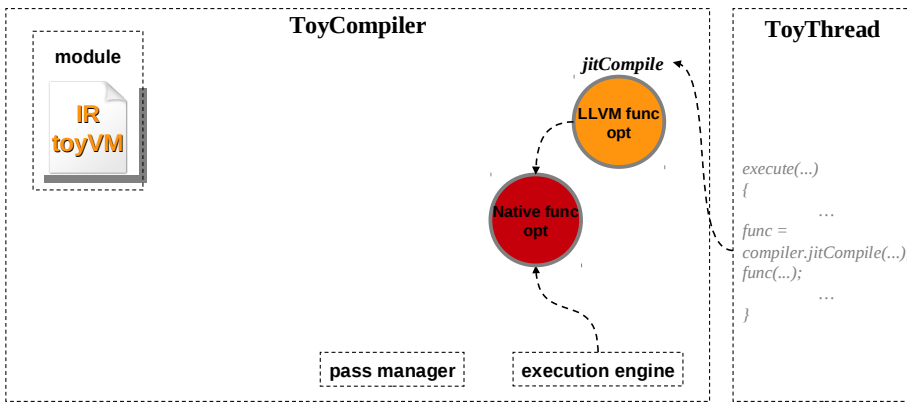 ToyCompiler
ToyThread
module
IR
toyVM
jitCompile
LLVM func
opt
Native func
opt
execute(...)
{
...
func =
compiler.jitCompile(...)
func(...);
...
}
pass manager
execution engine